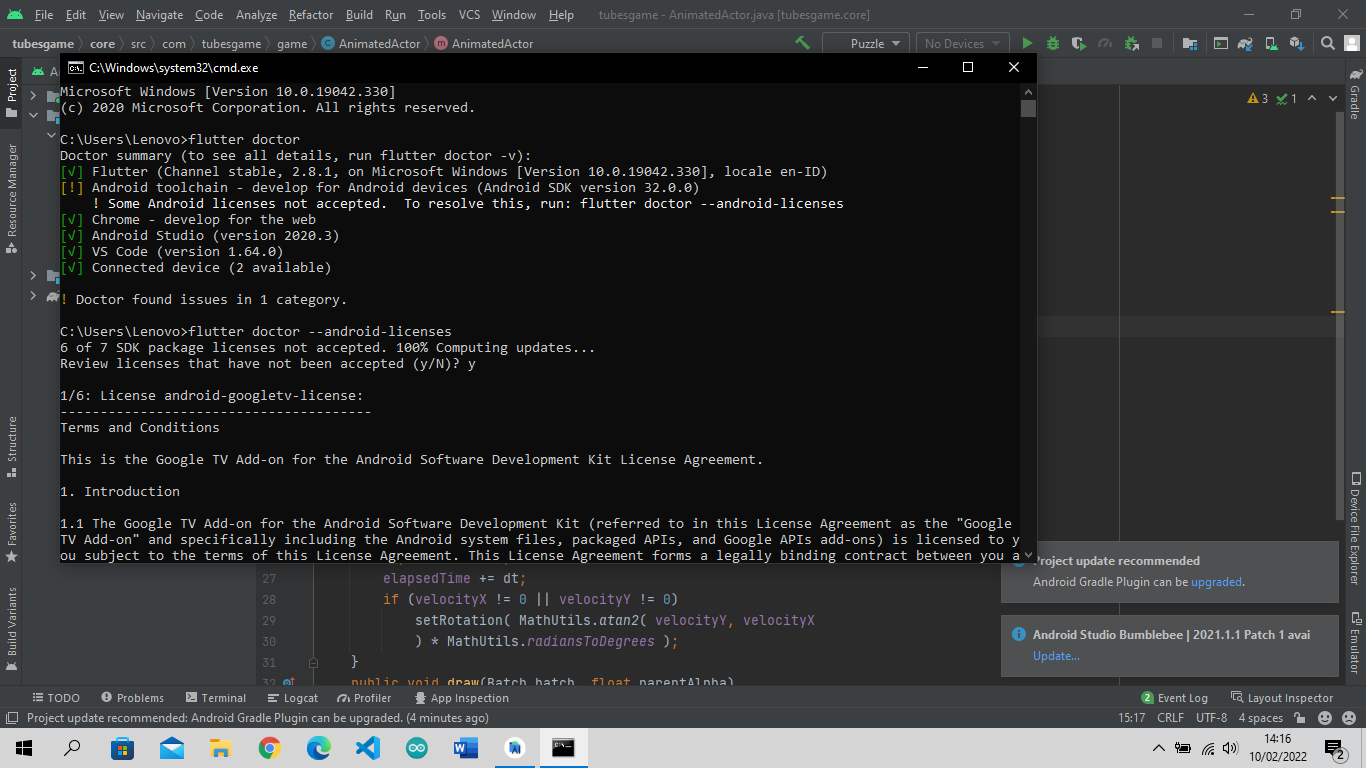 File Edit View Navigate Code Analyze Refactor Build Run Tools VCS Window Help tubesgame - AnimatedActor.java [tubesgame.core]
tubesgame core src com tubesgame game AnimatedActor AnimatedActor Puzzle No Devices
C:\Windows\system32\cmd.exe
Microsoft Windows [Version 10.0.19042.330]
(c) 2020 Microsoft Corporation. All rights reserved.
C:\Users\Lenovo>flutter doctor
Doctor summary (to see all details, run flutter doctor -v):
[√] Flutter (Channel stable, 2.8.1, on Microsoft Windows [Version 10.0.19042.330], locale en-ID)
[!] Android toolchain - develop for Android devices (Android SDK version 32.0.0)
! Some Android licenses not accepted.  To resolve this, run: flutter doctor --android-licenses
[√] Chrome - develop for the web
[√] Android Studio (version 2020.3)
[√] VS Code (version 1.64.0)
[√] Connected device (2 available)
! Doctor found issues in 1 category.
C:\Users\Lenovo>flutter doctor --android-licenses
6 of 7 SDK package licenses not accepted. 100% Computing updates...
Review licenses that have not been accepted (y/N)? y
1/6: License android-googletv-license:
---------------------------------------
Terms and Conditions
This is the Google TV Add-on for the Android Software Development Kit License Agreement.
1. Introduction
1.1 The Google TV Add-on for the Android Software Development Kit (referred to in this License Agreement as the "Google
TV Add-on" and specifically including the Android system files, packaged APIs, and Google APIs add-ons) is licensed to y
ou subject to the terms of this License Agreement. This License Agreement forms a legally binding contract between you a
Project
Resource Manager
Structure
Favorites
Build Variants
3 1
Gradle
Device File Explorer
Emulator
27 elapsedTime += dt;
28 if (velocityX != 0 || velocityY != 0)
29 setRotation( MathUtils.atan2( velocityY, velocityX
30 ) * MathUtils.radiansToDegrees );
31 }
32 public void draw(Batch batch, float parentAlpha)
Project update recommended
Android Gradle Plugin can be upgraded.
Android Studio Bumblebee | 2021.1.1 Patch 1 avai
Update...
TODO Problems Terminal Logcat Profiler App Inspection 2 Event Log Layout Inspector
Project update recommended: Android Gradle Plugin can be upgraded. (4 minutes ago) 15:17 CRLF UTF-8 4 spaces
14:16
10/02/2022
2